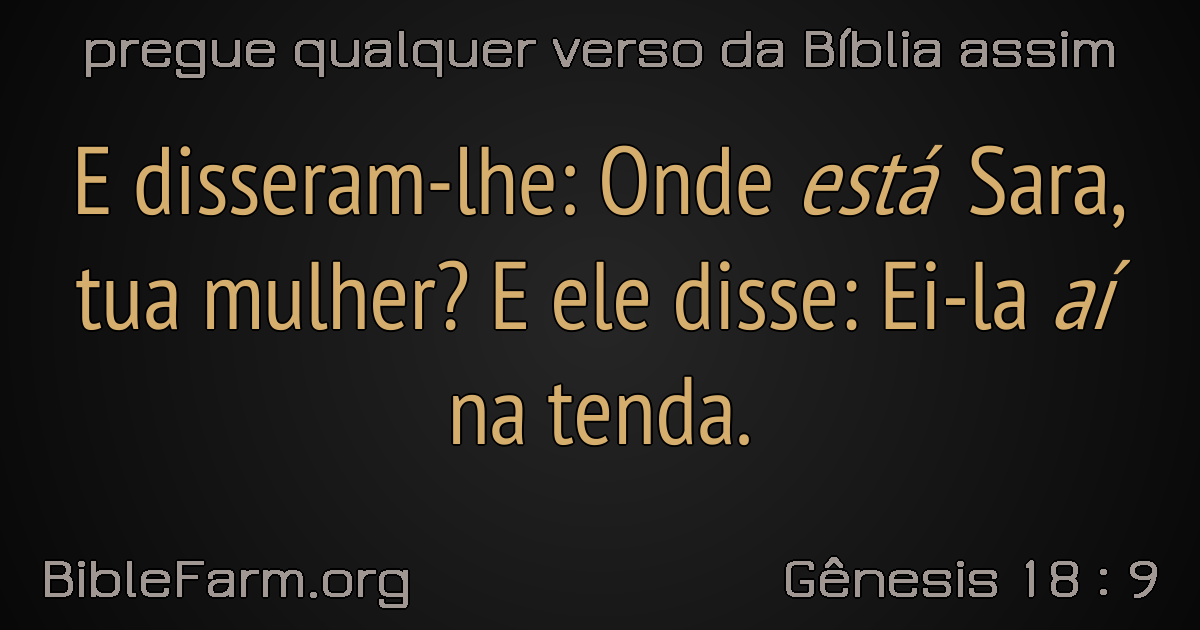 pregue qualquer verso da Bíblia assim
E disseram-lhe: Onde está Sara,
tua mulher? E ele disse: Ei-la aí
na tenda.
BibleFarm.org
Gênesis 18 : 9